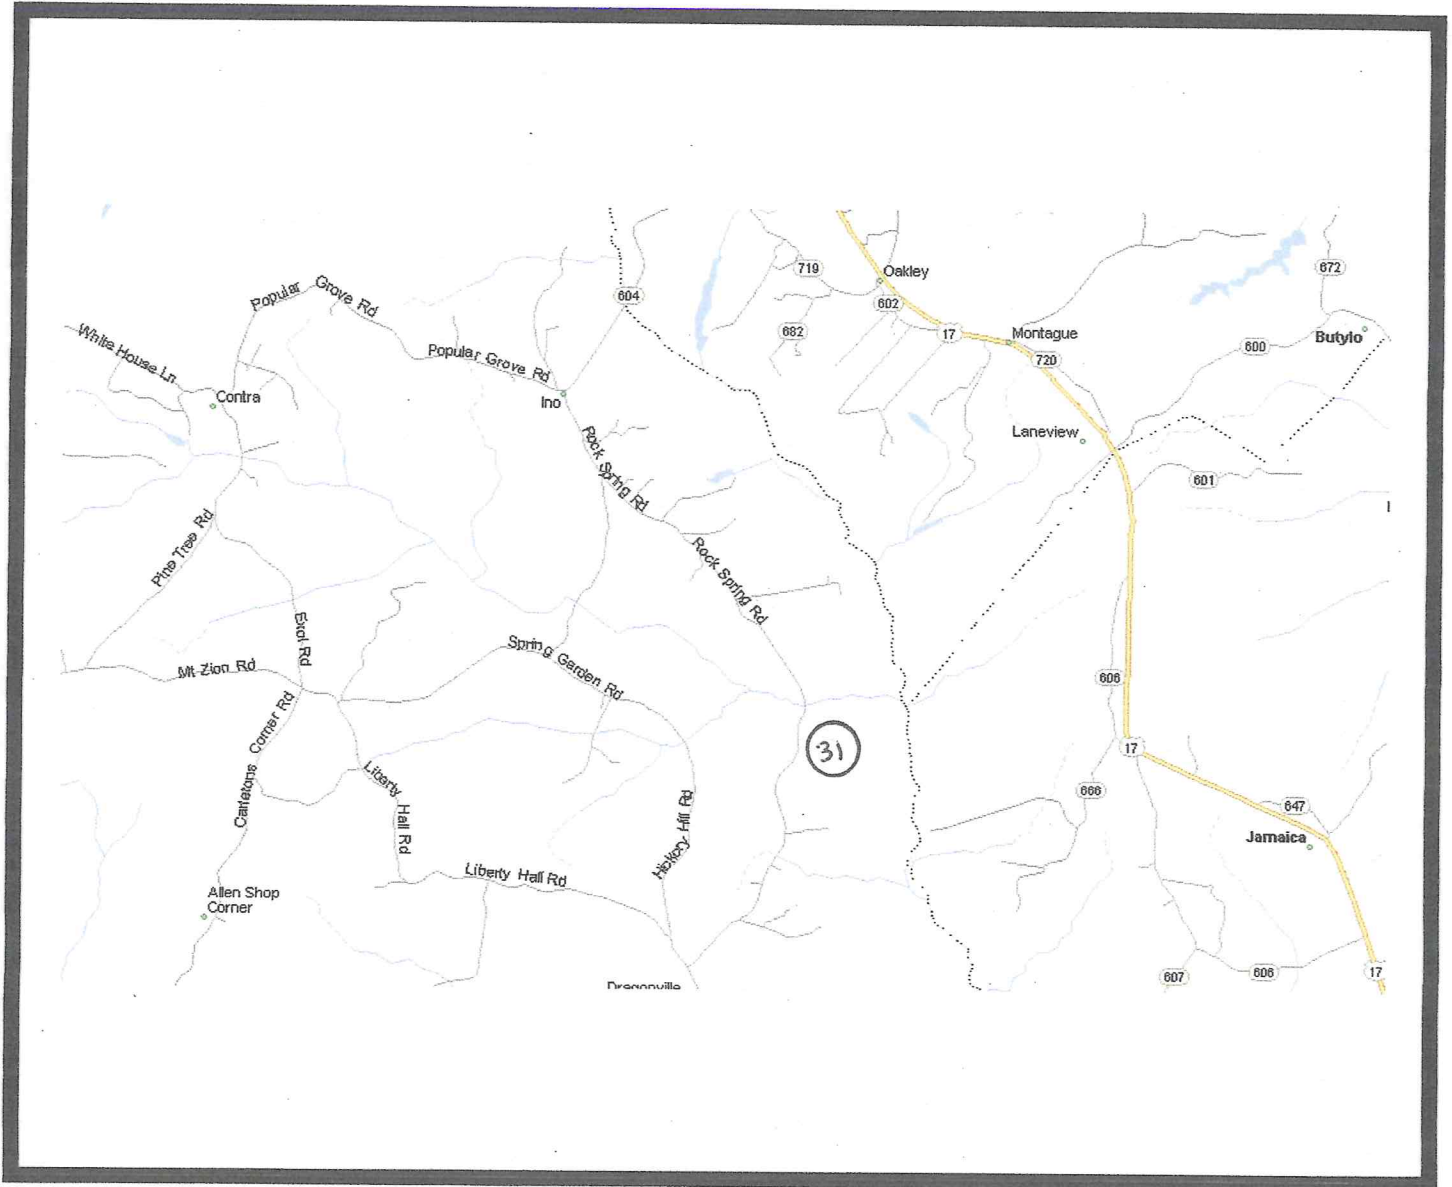 719
Oakley
672
Popular Grove Rd
604
602
White House Ln
682
17
Montague
Butylo
Popular Grove Rd
720
600
Contra
Ino
Laneview
Rock Spring Rd
601
Pine Tree Rd
Rock Spring Rd
Exol Rd
Spring Garden Rd
Mt Zion Rd
606
Carletons Corner Rd
31
17
Liberty Hall Rd
666
647
Hickory Hill Rd
Jamaica
Liberty Hall Rd
Allen Shop
Corner
607
606
17
Dragonville